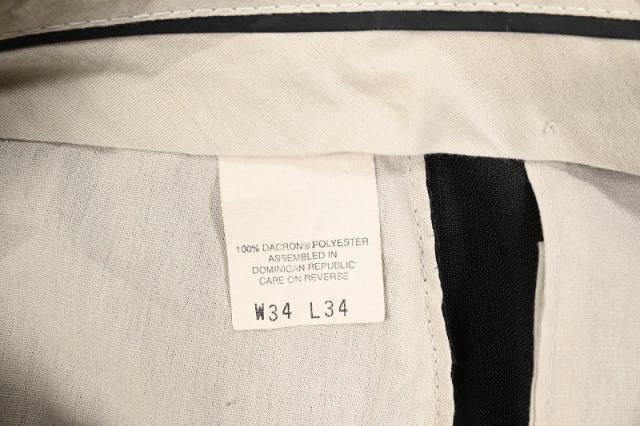 100% DACRON® POLYESTER
ASSEMBLED IN
DOMINICAN REPUBLIC
CARE ON REVERSE
W34 L34